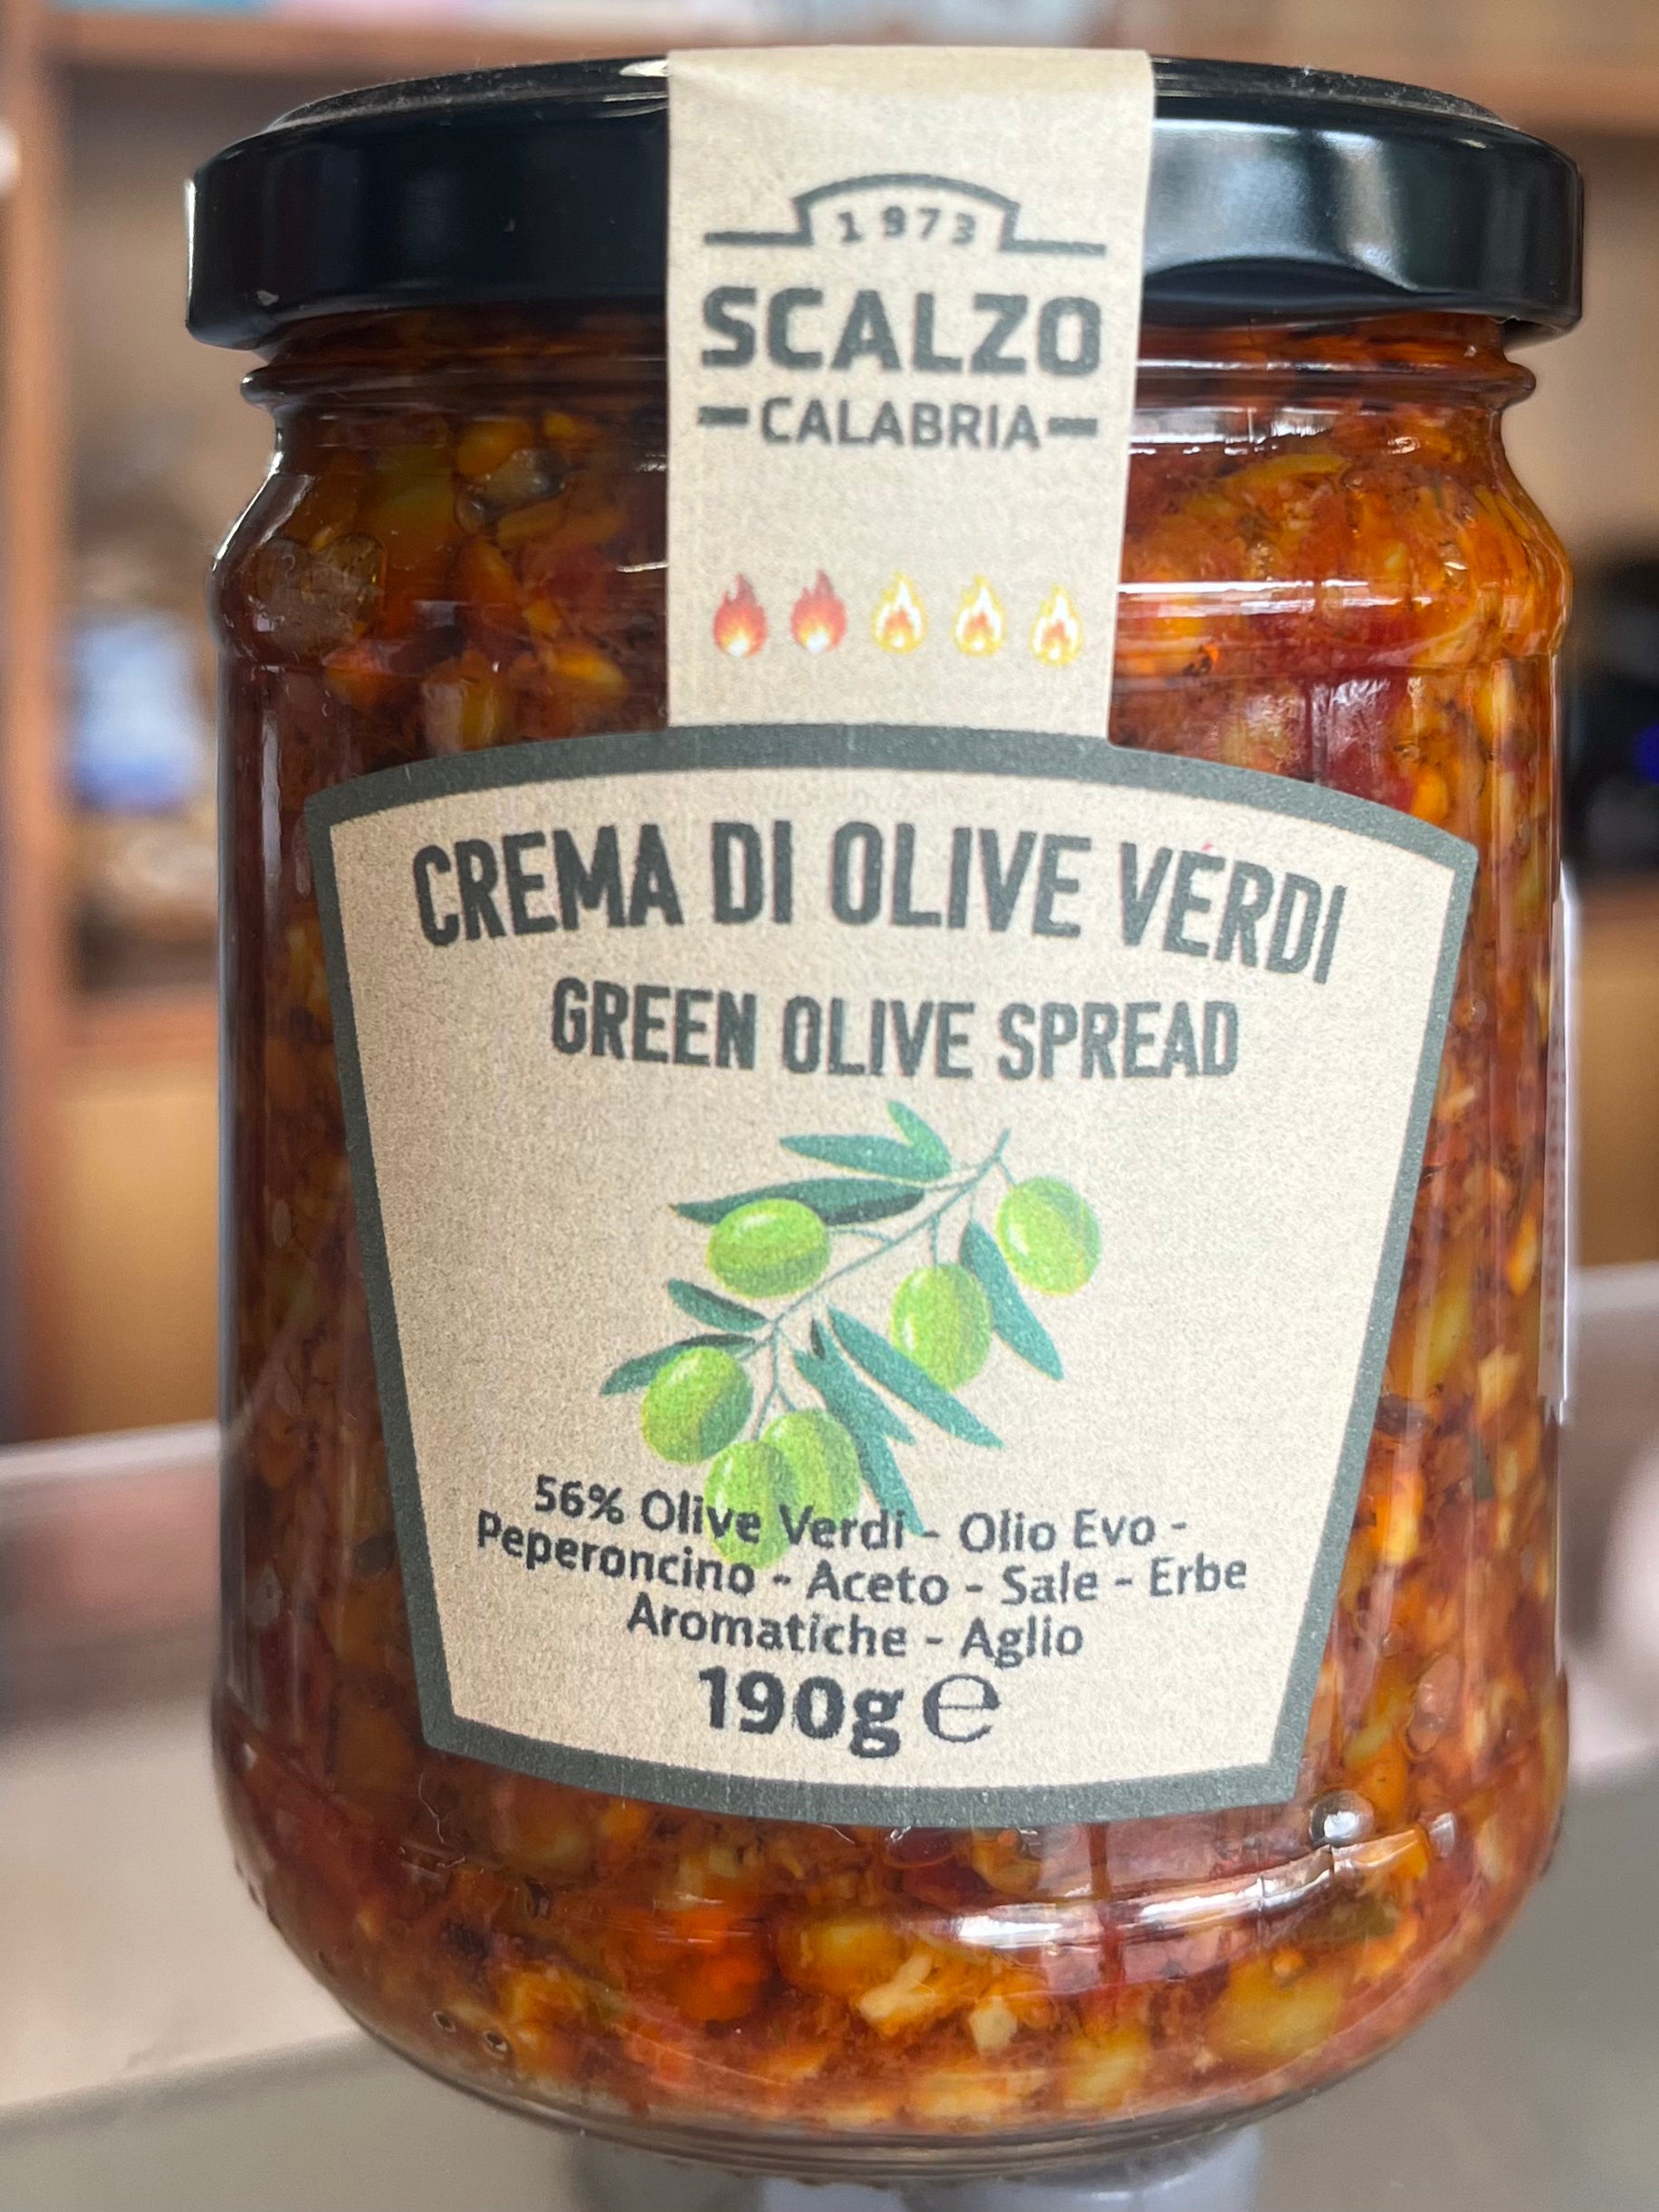 1973
SCALZO
CALABRIA
CREMA DI OLIVE VERDI
GREEN OLIVE SPREAD
56% Olive Verdi - Olio Evo -
Peperoncino - Aceto - Sale - Erbe
Aromatiche - Aglio
190g ℮